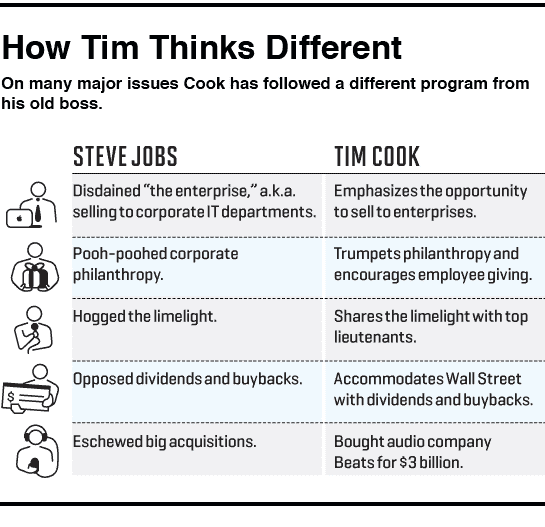 How Tim Thinks Different
On many major issues Cook has followed a different program from
his old boss.
STEVE JOBS
TIM COOK
Disdained “the enterprise,” a.k.a.
selling to corporate IT departments.
Emphasizes the opportunity
to sell to enterprises.
Pooh-poohed corporate
philanthropy.
Trumpets philanthropy and
encourages employee giving.
Hogged the limelight.
Shares the limelight with top
lieutenants.
$
Opposed dividends and buybacks.
Accommodates Wall Street
with dividends and buybacks.
Eschewed big acquisitions.
Bought audio company
Beats for $3 billion.